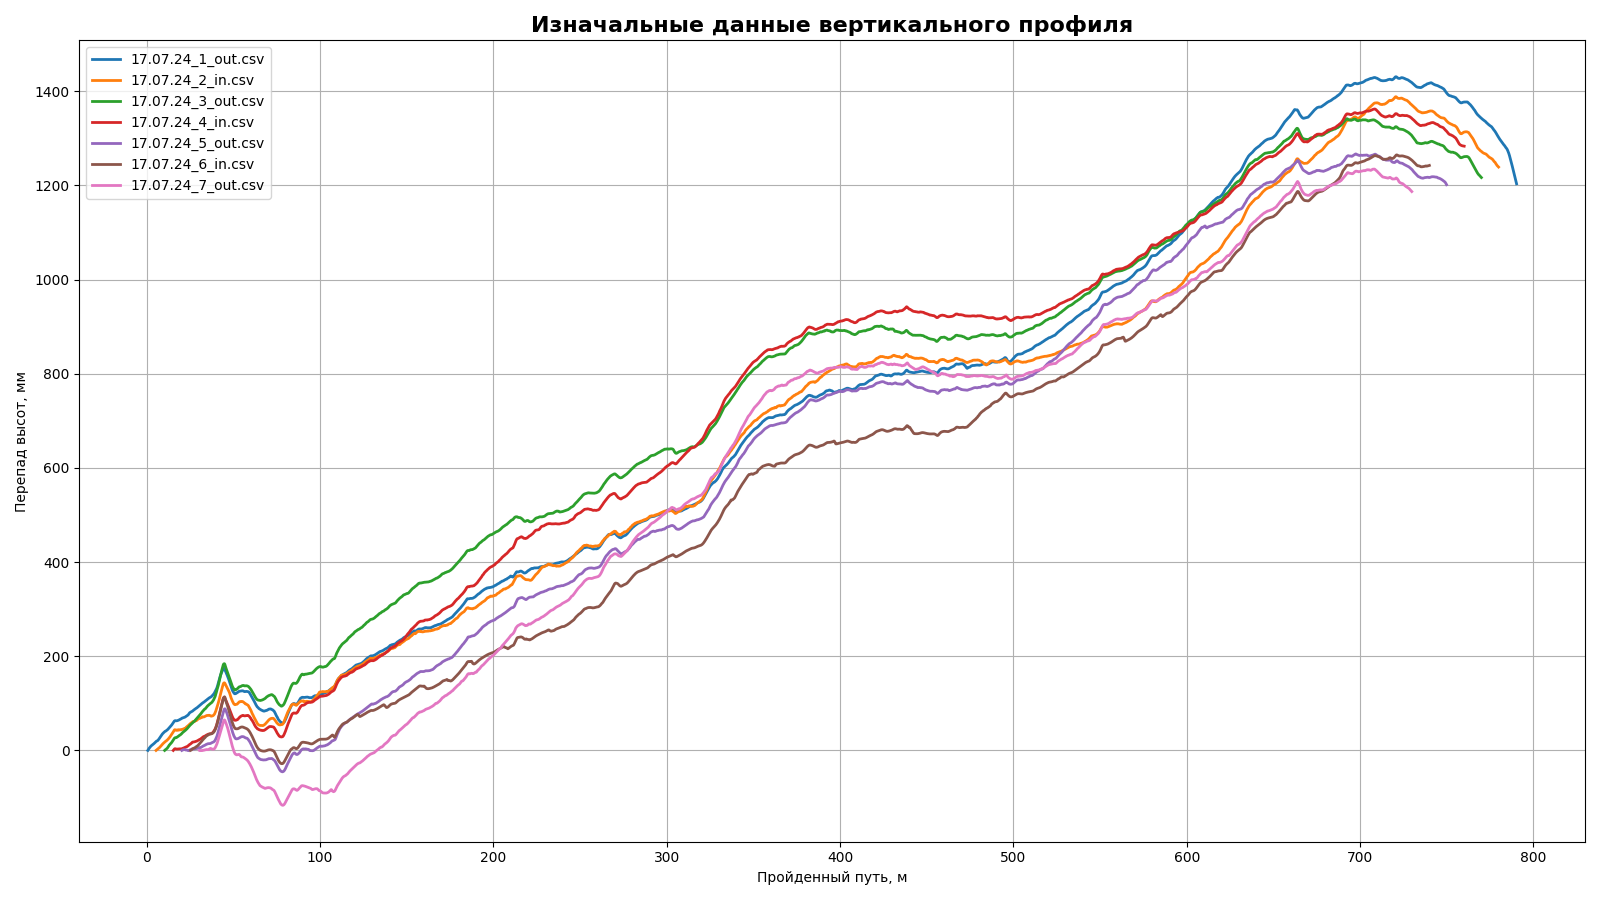 Изначальные данные вертикального профиля
17.07.24_1_out.csv
17.07.24_2_in.csv
17.07.24_3_out.csv
17.07.24_4_in.csv
17.07.24_5_out.csv
17.07.24_6_in.csv
17.07.24_7_out.csv
Перепад высот, мм
1400
1200
1000
800
600
400
200
0
0 100 200 300 400 500 600 700 800
Пройденный путь, м